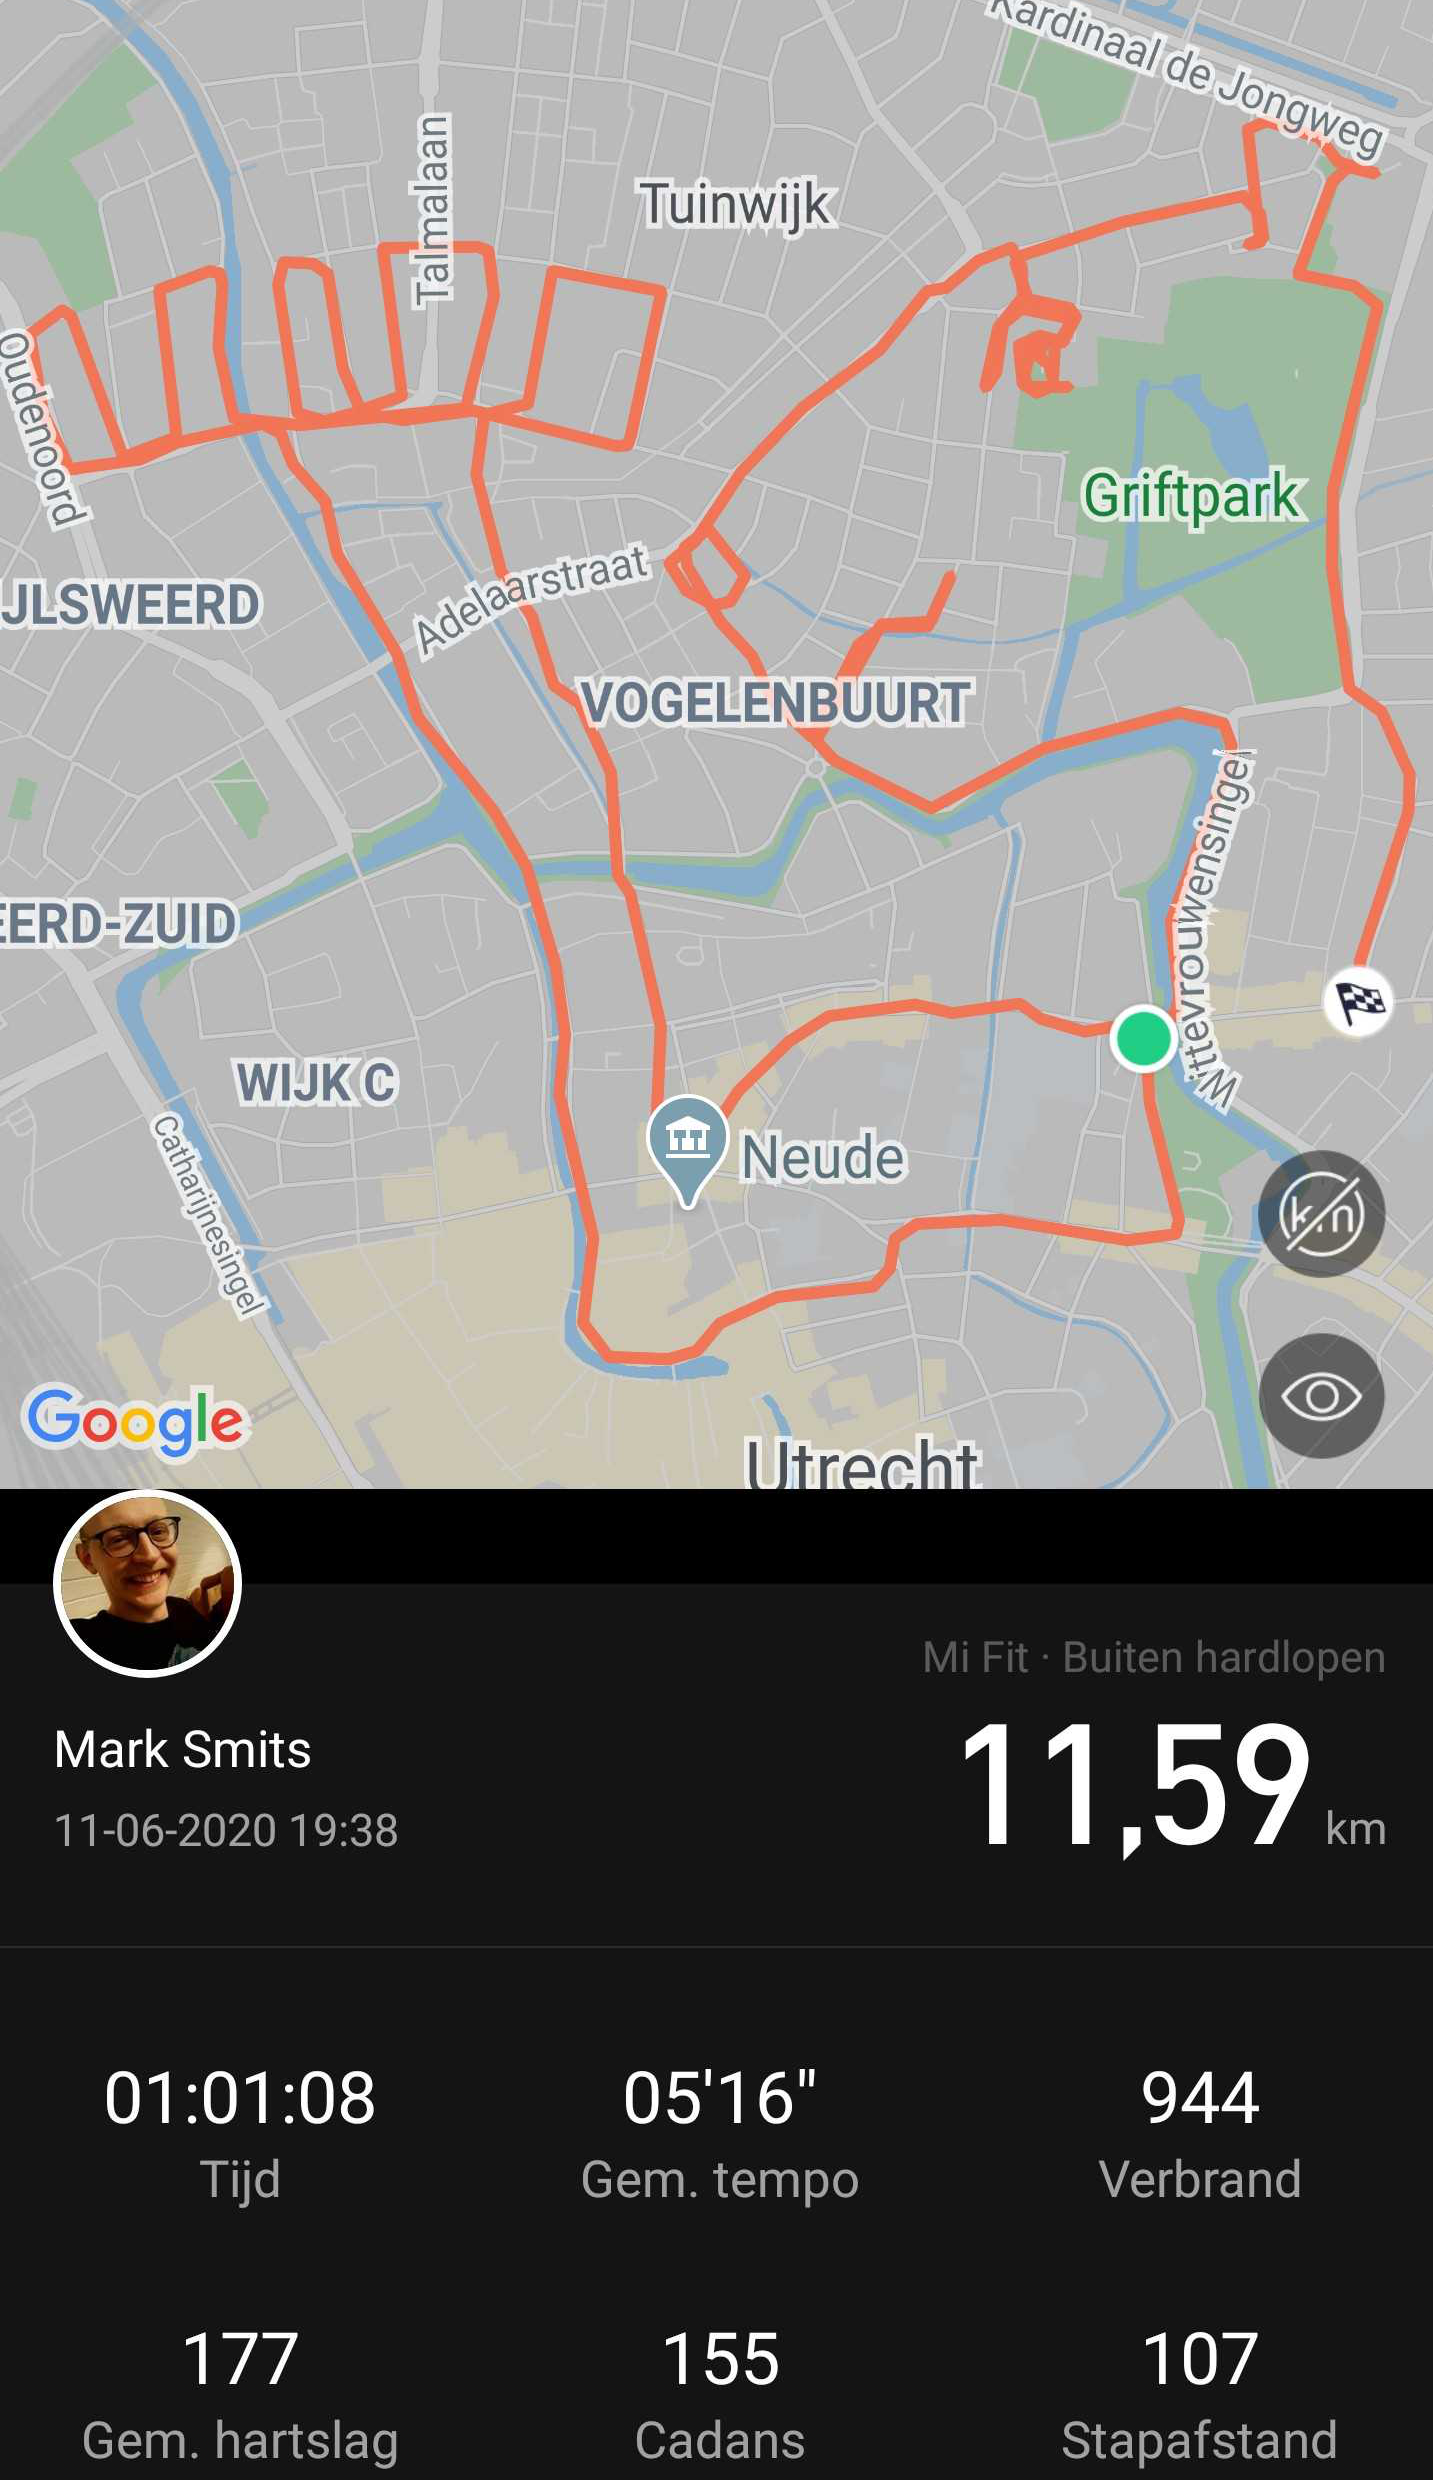 Kardinaal de Jongweg
Talmalaan
Tuinwijk
Oudenoord
Griftpark
Adelaarstraat
IJLSWEERD
VOGELENBUURT
Wittevrouwensingel
EERD-ZUID
WIJK C
Neude
Catharijnesingel
km
Google
Utrecht
Mi Fit · Buiten hardlopen
Mark Smits
11,59 km
11-06-2020 19:38
01:01:08 05'16" 944
Tijd Gem. tempo Verbrand
177 155 107
Gem. hartslag Cadans Stapafstand